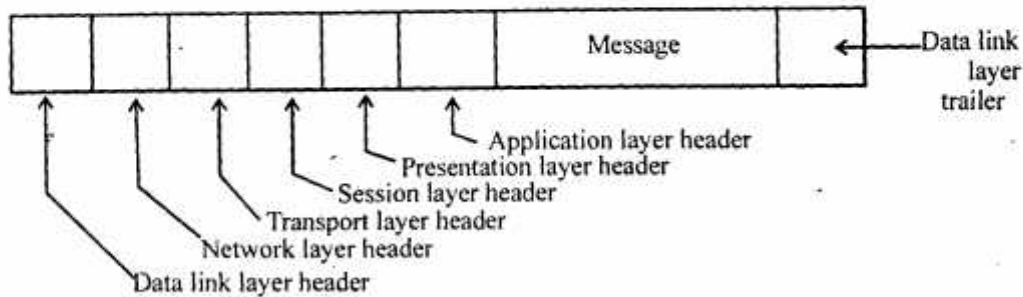 Message
Data link
layer
trailer
Application layer header
Presentation layer header
Session layer header
Transport layer header
Network layer header
Data link layer header